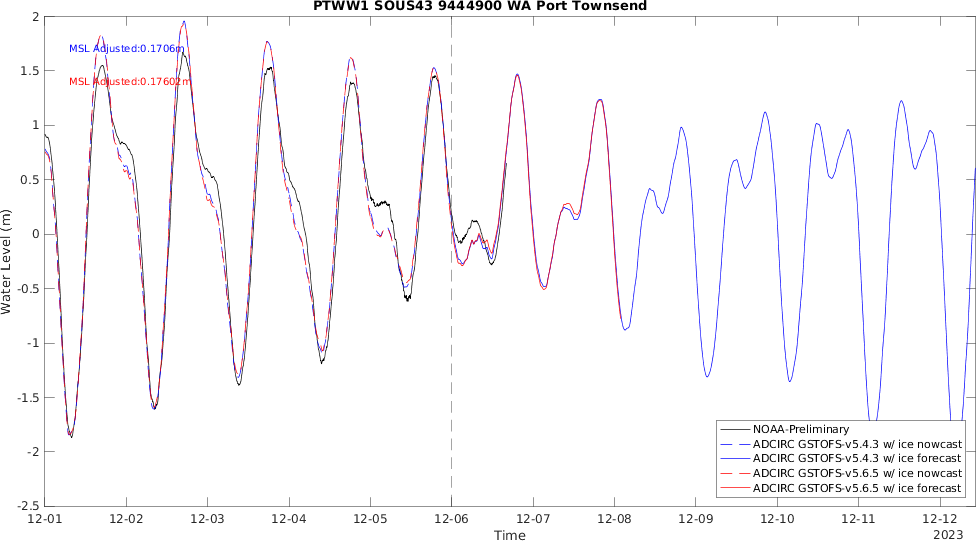 PTWW1 SOUS43 9444900 WA Port Townsend
MSL Adjusted:0.1706m
MSL Adjusted:0.17602m
Water Level (m)
2
1.5
1
0.5
0
-0.5
-1
-1.5
-2
-2.5
NOAA-Preliminary
ADCIRC GSTOFS-v5.4.3 w/ ice nowcast
ADCIRC GSTOFS-v5.4.3 w/ ice forecast
ADCIRC GSTOFS-v5.6.5 w/ ice nowcast
ADCIRC GSTOFS-v5.6.5 w/ ice forecast
12-01 12-02 12-03 12-04 12-05 12-06 12-07 12-08 12-09 12-10 12-11 12-12
Time
2023